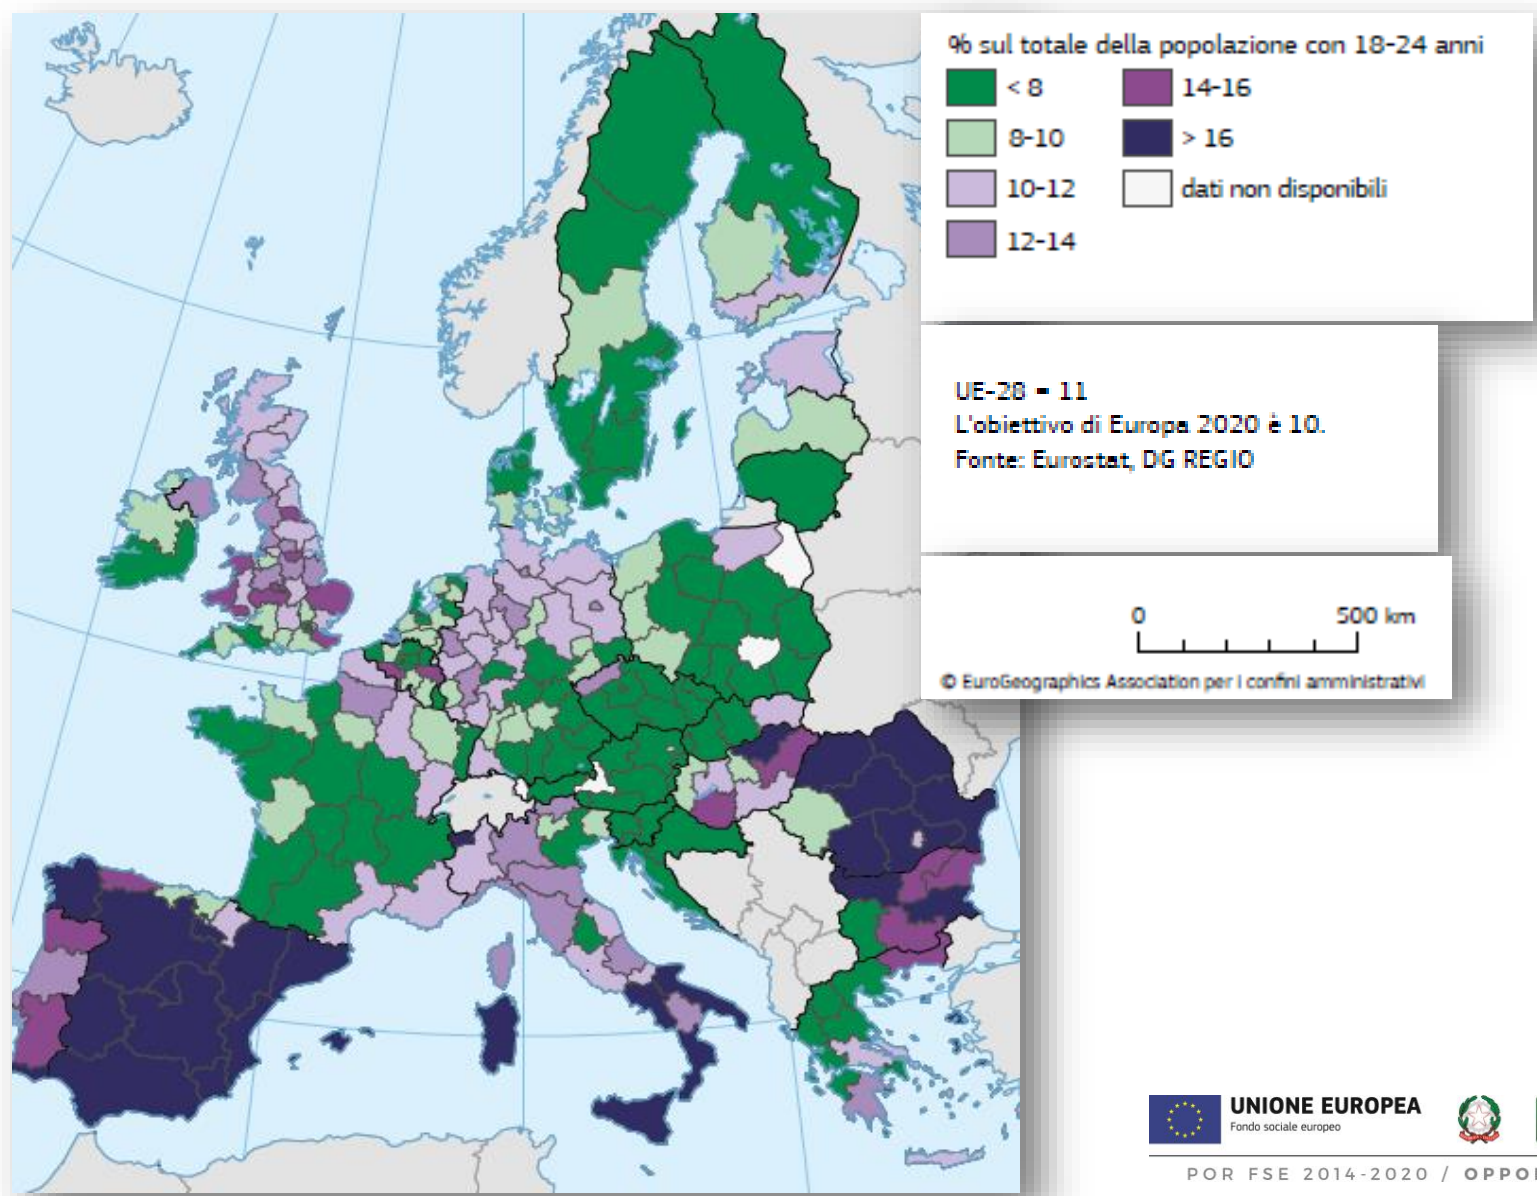 % sul totale della popolazione con 18-24 anni
< 8
8-10
10-12
12-14
14-16
> 16
dati non disponibili
UE-28 = 11
L'obiettivo di Europa 2020 è 10.
Fonte: Eurostat, DG REGIO
0 500 km
© EuroGeographics Association per i confini amministrativi
UNIONE EUROPEA
Fondo sociale europeo
POR FSE 2014-2020 / OPPO